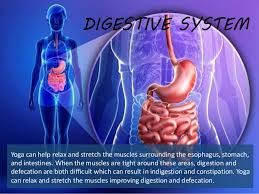 DIGESTIVE SYSTEM
Yoga can help relax and stretch the muscles surrounding the esophagus, stomach,
and intestines. When the muscles are tight around these areas, digestion and
defecation are both difficult which can result in indigestion and constipation. Yoga
can relax and stretch the muscles improving digestion and defecation.